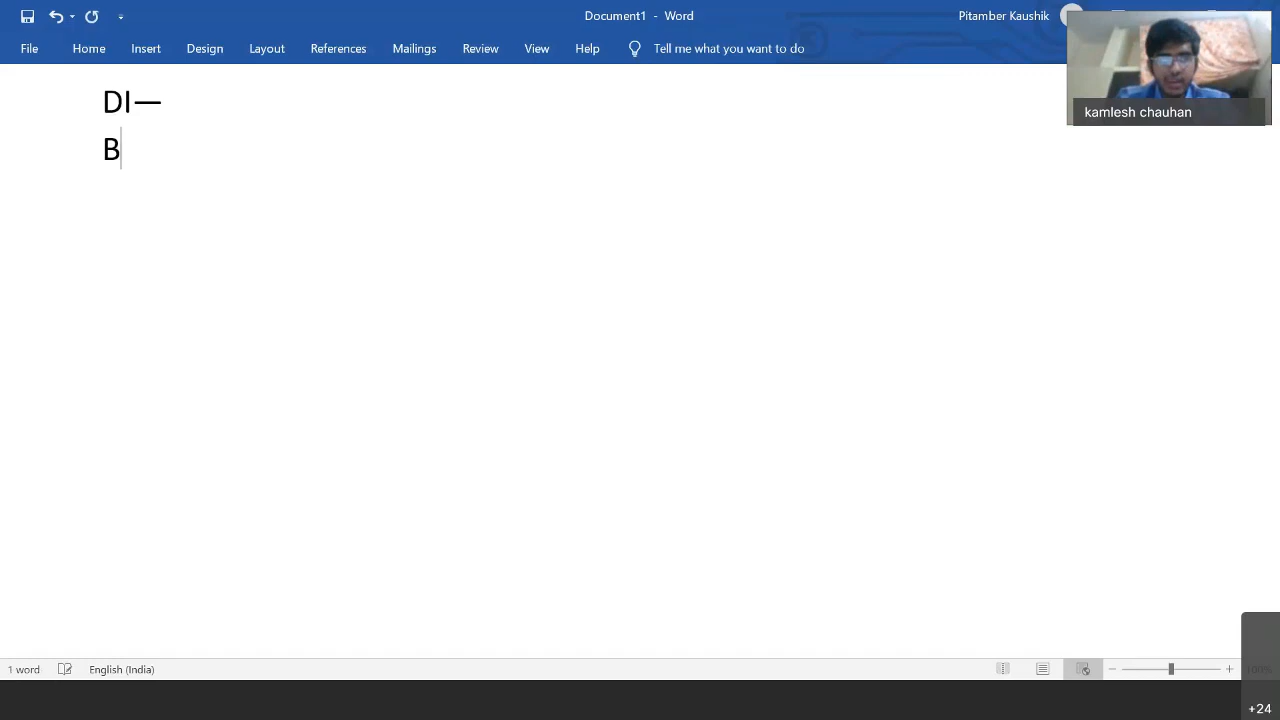 Document1 - Word
Pitamber Kaushik
File Home Insert Design Layout References Mailings Review View Help Tell me what you want to do
kamlesh chauhan
DI—
B
1 word English (India)
100%
+24